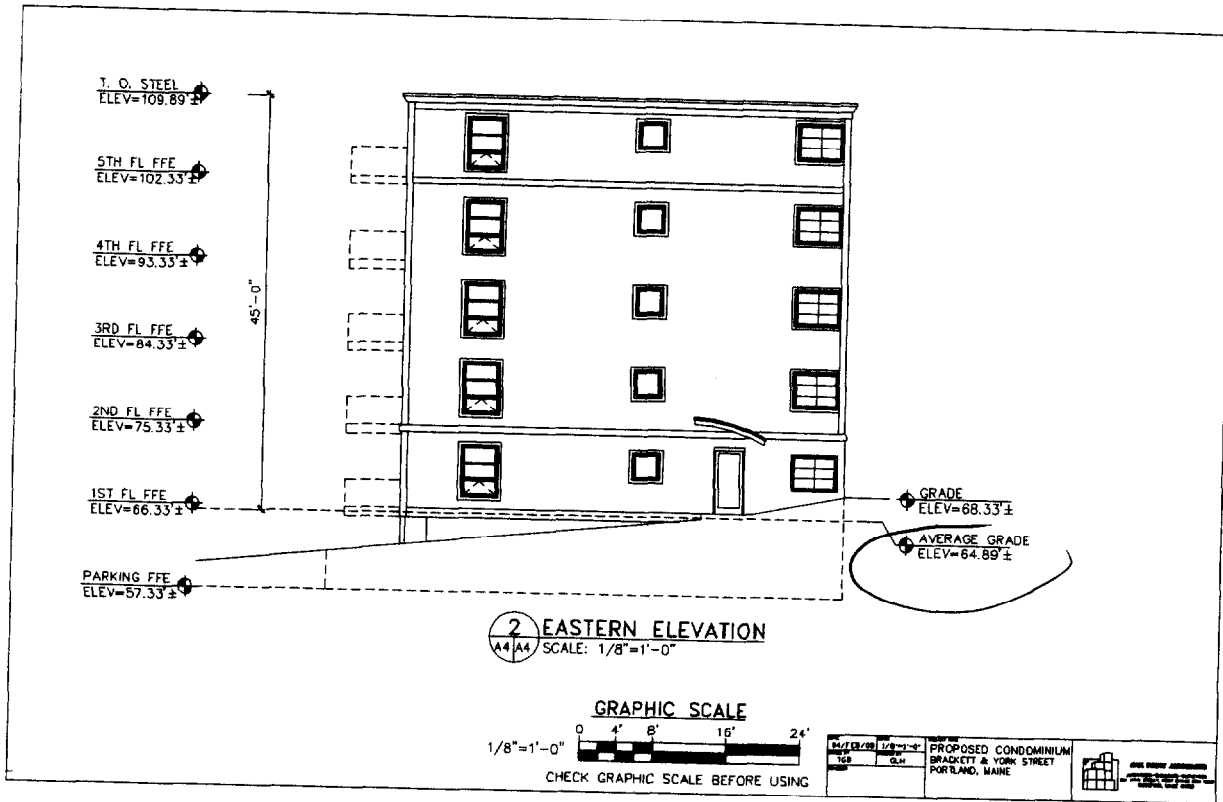 T. O. STEEL
ELEV=109.89'±
5TH FL FFE
ELEV=102.33'±
4TH FL FFE
ELEV=93.33'±
45'-0"
3RD FL FFE
ELEV=84.33'±
2ND FL FFE
ELEV=75.33'±
1ST FL FFE
ELEV=66.33'±
GRADE
ELEV=68.33'±
AVERAGE GRADE
ELEV=64.89'±
PARKING FFE
ELEV=57.33'±
2
A4 A4
EASTERN ELEVATION
SCALE: 1/8"=1'-0"
GRAPHIC SCALE
0 4' 8' 16' 24'
1/8"=1'-0"
CHECK GRAPHIC SCALE BEFORE USING
1/8"=1'-0"
TGB
GLH
PROPOSED CONDOMINIUM
BRACKETT & YORK STREET
PORTLAND, MAINE